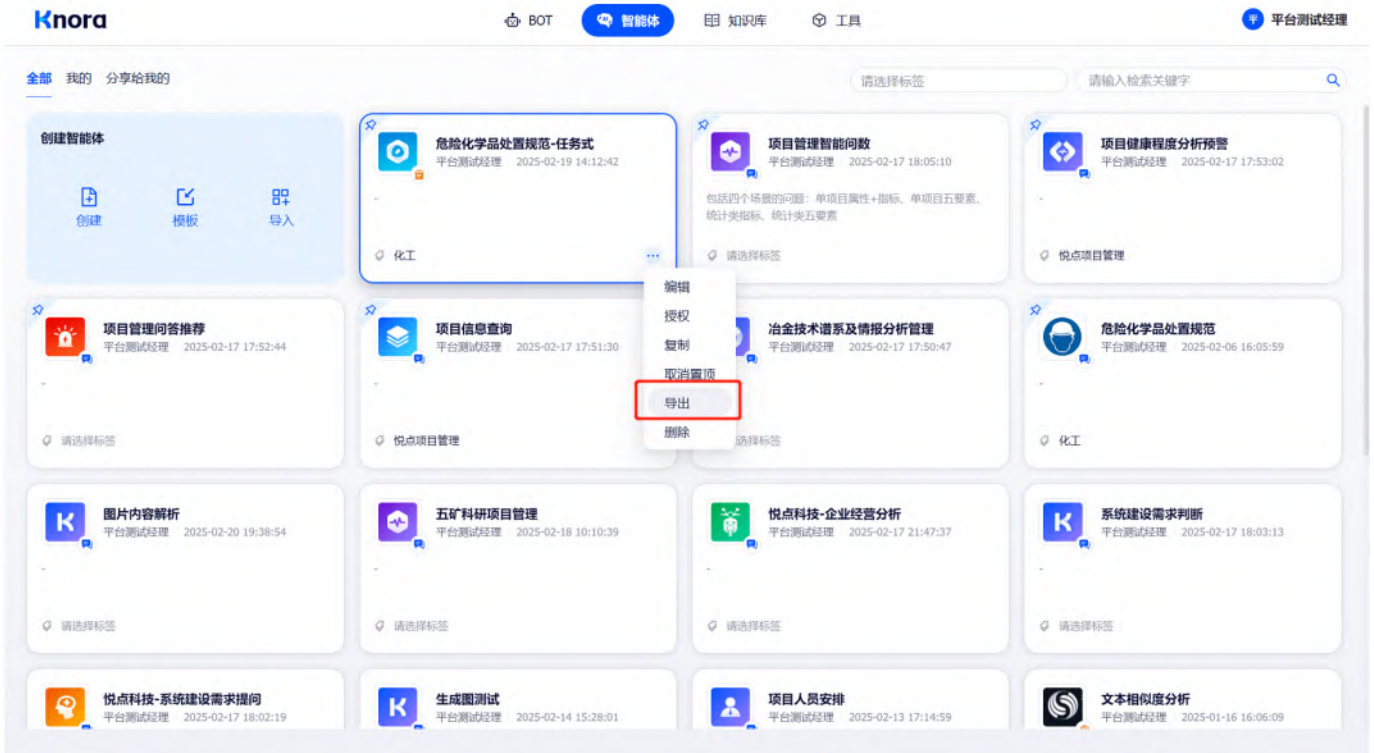 Knora
BOT
智能体
知识库
工具
平
平台测试经理
全部 我的 分享给我的
请选择标签
请输入检索关键字
创建智能体
创建
模板
导入
危险化学品处置规范-任务式
平台测试经理 2025-02-19 14:12:42
-
化工
项目管理智能问数
平台测试经理 2025-02-17 18:05:10
包括四个场景的问题：单项目属性+指标、单项目五要素、
统计类指标、统计类五要素
请选择标签
项目健康程度分析预警
平台测试经理 2025-02-17 17:53:02
-
悦点项目管理
编辑
授权
复制
取消置顶
导出
删除
项目管理问答推荐
平台测试经理 2025-02-17 17:52:44
-
请选择标签
项目信息查询
平台测试经理 2025-02-17 17:51:30
-
悦点项目管理
冶金技术谱系及情报分析管理
平台测试经理 2025-02-17 17:50:47
选择标签
危险化学品处置规范
平台测试经理 2025-02-06 16:05:59
-
化工
图片内容解析
平台测试经理 2025-02-20 19:38:54
-
请选择标签
五矿科研项目管理
平台测试经理 2025-02-18 10:10:39
-
请选择标签
悦点科技-企业经营分析
平台测试经理 2025-02-17 21:47:37
-
请选择标签
系统建设需求判断
平台测试经理 2025-02-17 18:03:13
-
请选择标签
悦点科技-系统建设需求提问
平台测试经理 2025-02-17 18:02:19
生成图测试
平台测试经理 2025-02-14 15:28:01
项目人员安排
平台测试经理 2025-02-13 17:14:59
文本相似度分析
平台测试经理 2025-01-16 16:06:09